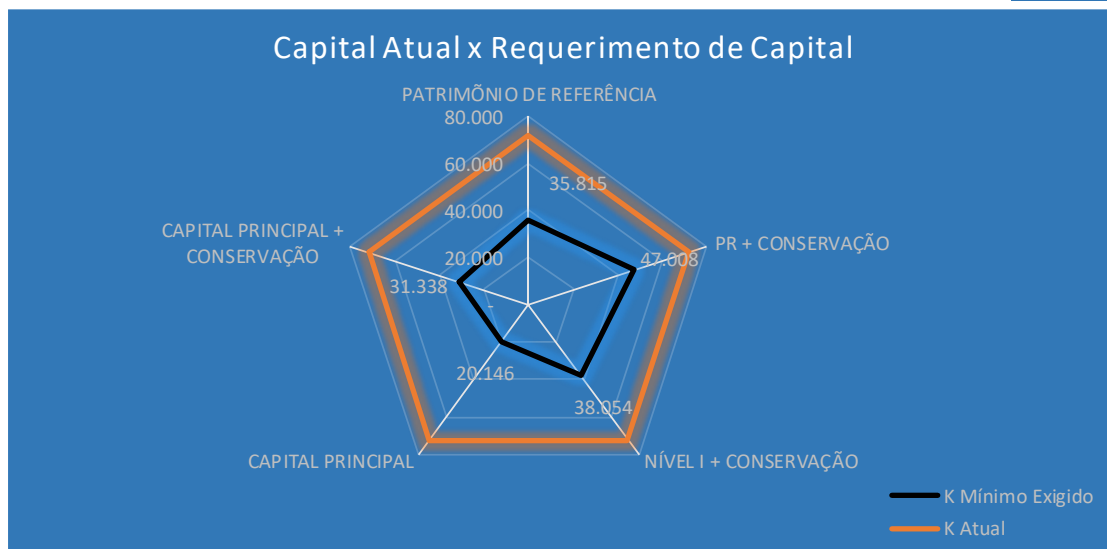 Capital Atual x Requerimento de Capital
PATRIMÕNIO DE REFERÊNCIA
80.000
60.000
35.815
40.000
CAPITAL PRINCIPAL +
CONSERVAÇÃO
PR + CONSERVAÇÃO
47.008
20.000
31.338
-
20.146
38.054
CAPITAL PRINCIPAL
NÍVEL I + CONSERVAÇÃO
K Mínimo Exigido
K Atual